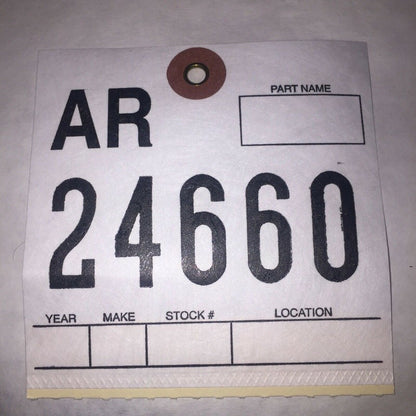 AR
PART NAME
24660
YEAR MAKE STOCK # LOCATION